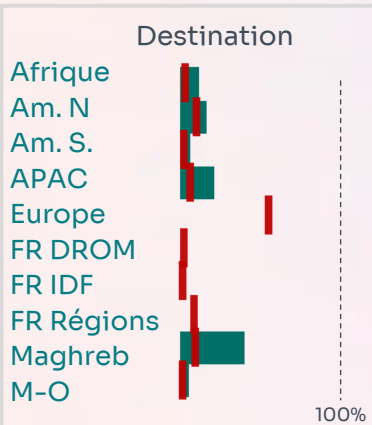 Destination
Afrique
Am. N
Am. S.
APAC
Europe
FR DROM
FR IDF
FR Régions
Maghreb
M-O
100%